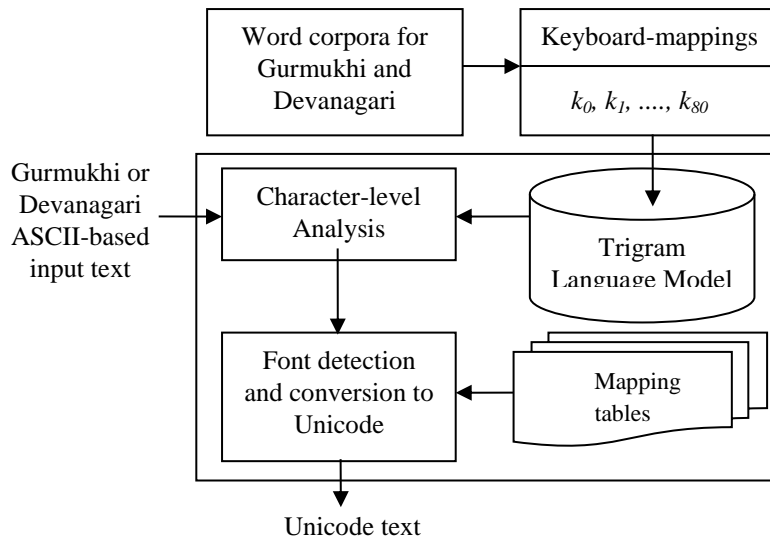 Word corpora for
Gurmukhi and
Devanagari
Keyboard-mappings
k0, k1, ...., k80
Gurmukhi or
Devanagari
ASCII-based
input text
Character-level
Analysis
Trigram
Language Model
Font detection
and conversion to
Unicode
Mapping
tables
Unicode text